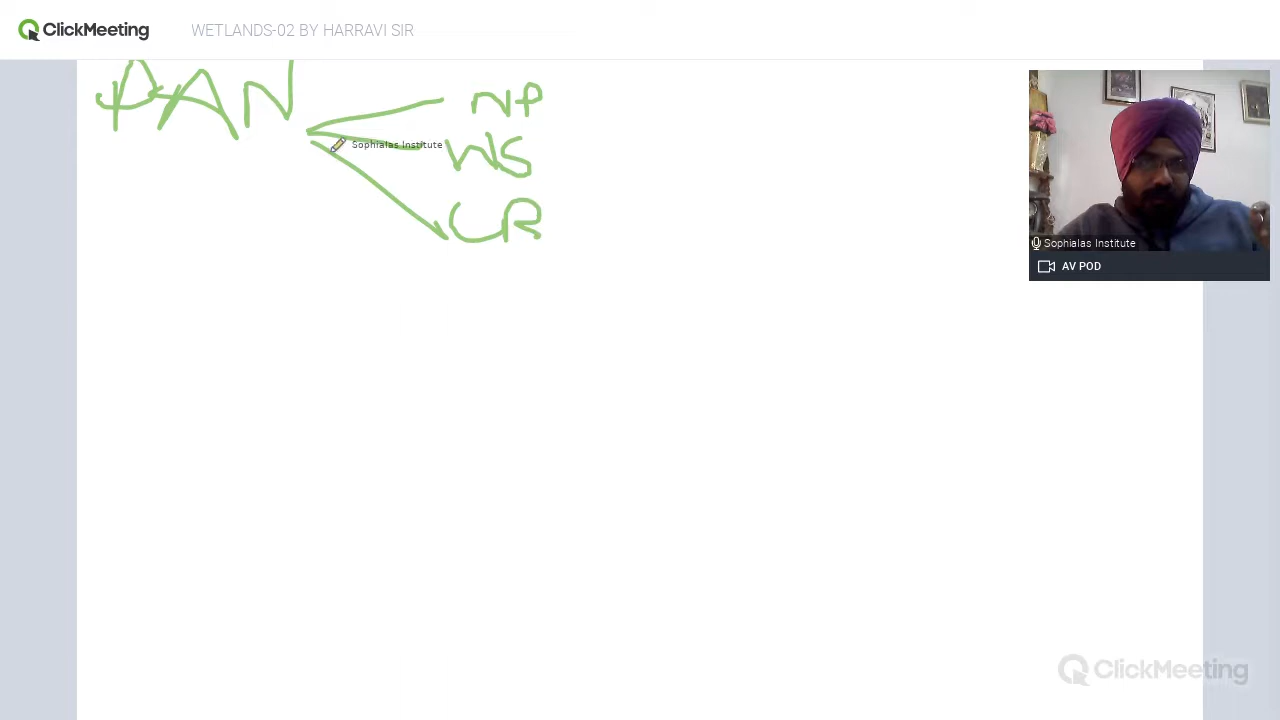 ClickMeeting WETLANDS-02 BY HARRAVI SIR
PAN
NP
Sophialas Institute
WS
CR
Sophialas Institute
AV POD
ClickMeeting